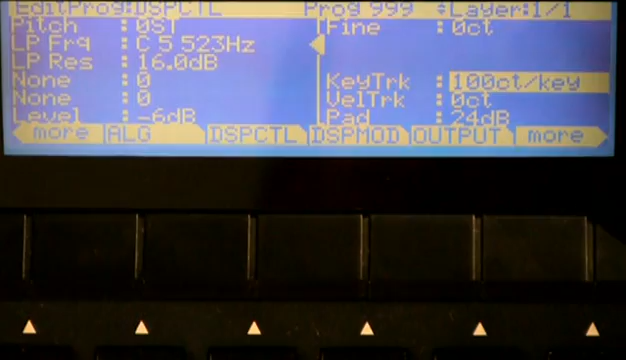 EditProg:DSPCTL Prog 999 Layer:1/1
Pitch : 0ST Fine : 0ct
LP Frq : C 5 523Hz
LP Res : 16.0dB
None : 0 KeyTrk : 100ct/key
None : 0 VelTrk : 0ct
Level : -6dB Pad : 24dB
more ALG DSPCTL DSPMOD OUTPUT more